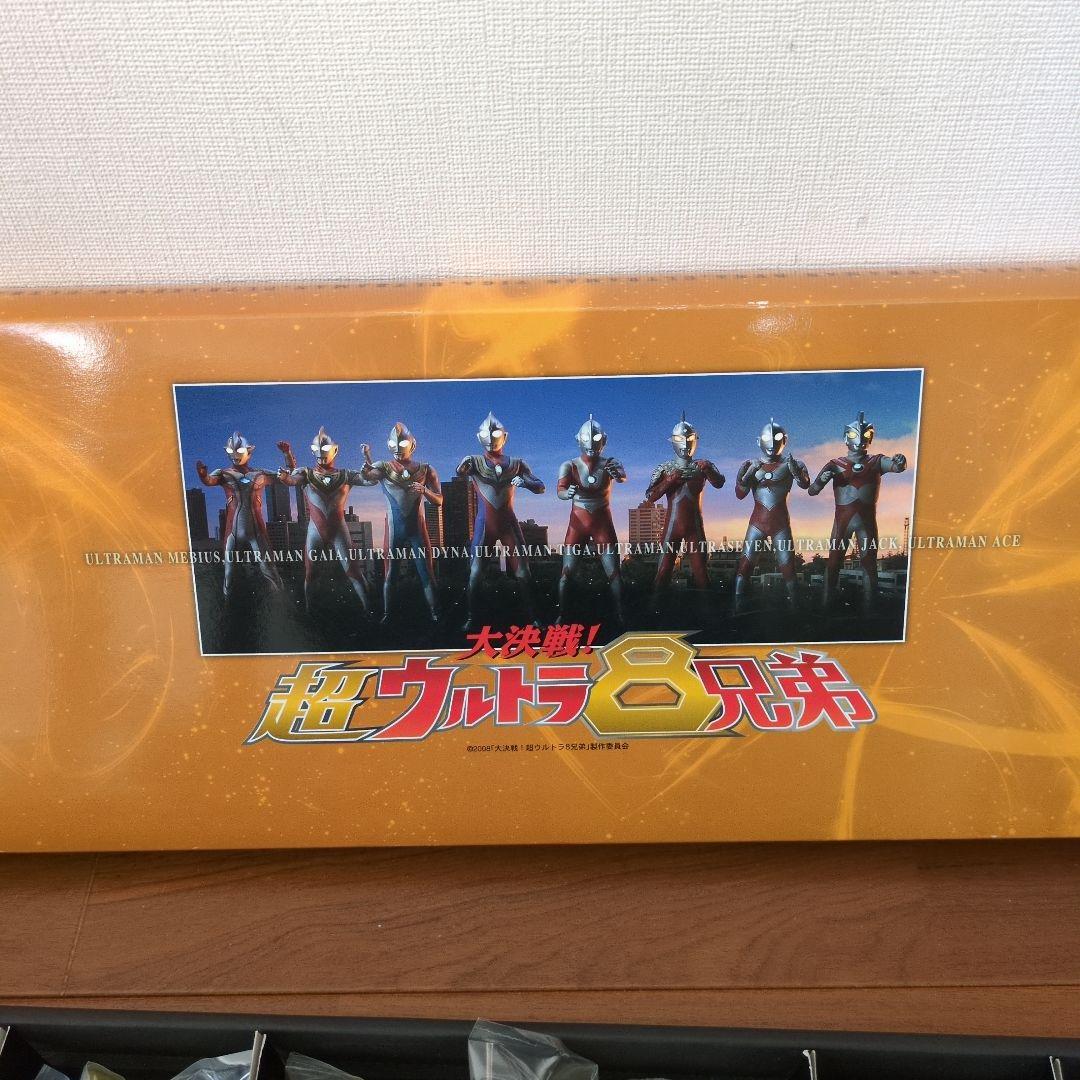 ULTRAMAN MEBIUS,ULTRAMAN GAIA,ULTRAMAN DYNA,ULTRAMAN TIGA,ULTRAMAN,ULTRASEVEN,ULTRAMAN JACK, ULTRAMAN ACE
大決戦!
超ウルトラ8兄弟
©2008「大決戦!超ウルトラ8兄弟」製作委員会